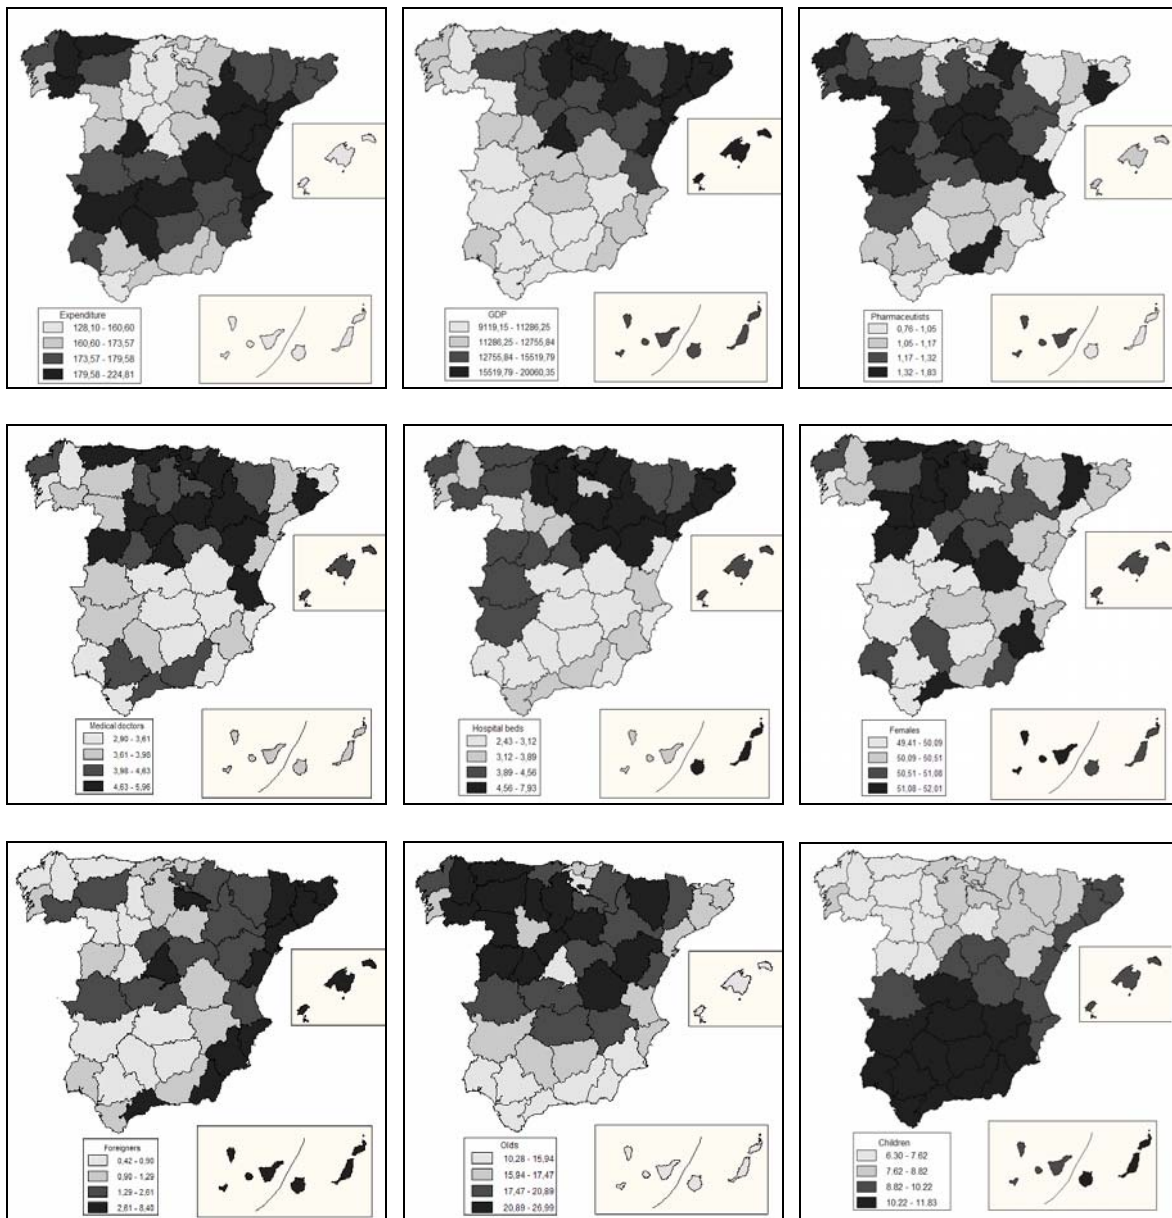 Expenditure
128,10 - 160,60
160,60 - 173,57
173,57 - 179,58
179,58 - 224,81
GDP
9119,15 - 11286,25
11286,25 - 12755,84
12755,84 - 15519,79
15519,79 - 20060,35
Pharmaceutists
0,76 - 1,05
1,05 - 1,17
1,17 - 1,32
1,32 - 1,83
Medical doctors
2,90 - 3,61
3,61 - 3,98
3,98 - 4,63
4,63 - 5,96
Hospital beds
2,43 - 3,12
3,12 - 3,89
3,89 - 4,56
4,56 - 7,93
Females
49,41 - 50,09
50,09 - 50,51
50,51 - 51,08
51,08 - 52,01
Foreigners
0,42 - 0,90
0,90 - 1,29
1,29 - 2,61
2,61 - 8,40
Olds
10,28 - 15,94
15,94 - 17,47
17,47 - 20,89
20,89 - 26,99
Children
6.30 - 7.62
7.62 - 8.82
8.82 - 10.22
10.22 - 11.83